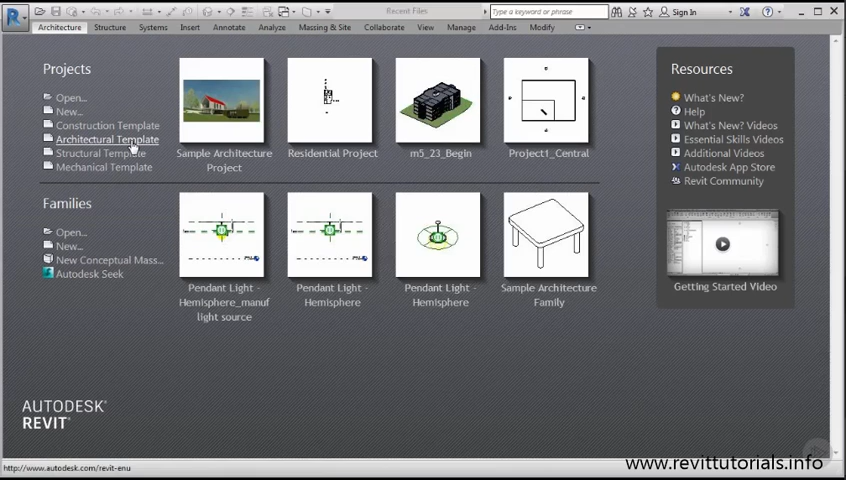 Recent Files
Type a keyword or phrase
Sign In
Architecture
Structure
Systems
Insert
Annotate
Analyze
Massing & Site
Collaborate
View
Manage
Add-Ins
Modify
Projects
Open...
New...
Construction Template
Architectural Template
Structural Template
Mechanical Template
Sample Architecture
Project
Residential Project
m5_23_Begin
Project1_Central
Families
Open...
New...
New Conceptual Mass...
Autodesk Seek
Pendant Light -
Hemisphere_manuf
light source
Pendant Light -
Hemisphere
Pendant Light -
Hemisphere
Sample Architecture
Family
Resources
What's New?
Help
What's New? Videos
Essential Skills Videos
Additional Videos
Autodesk App Store
Revit Community
Getting Started Video
AUTODESK®
REVIT®
http://www.autodesk.com/revit-enu
www.revittutorials.info